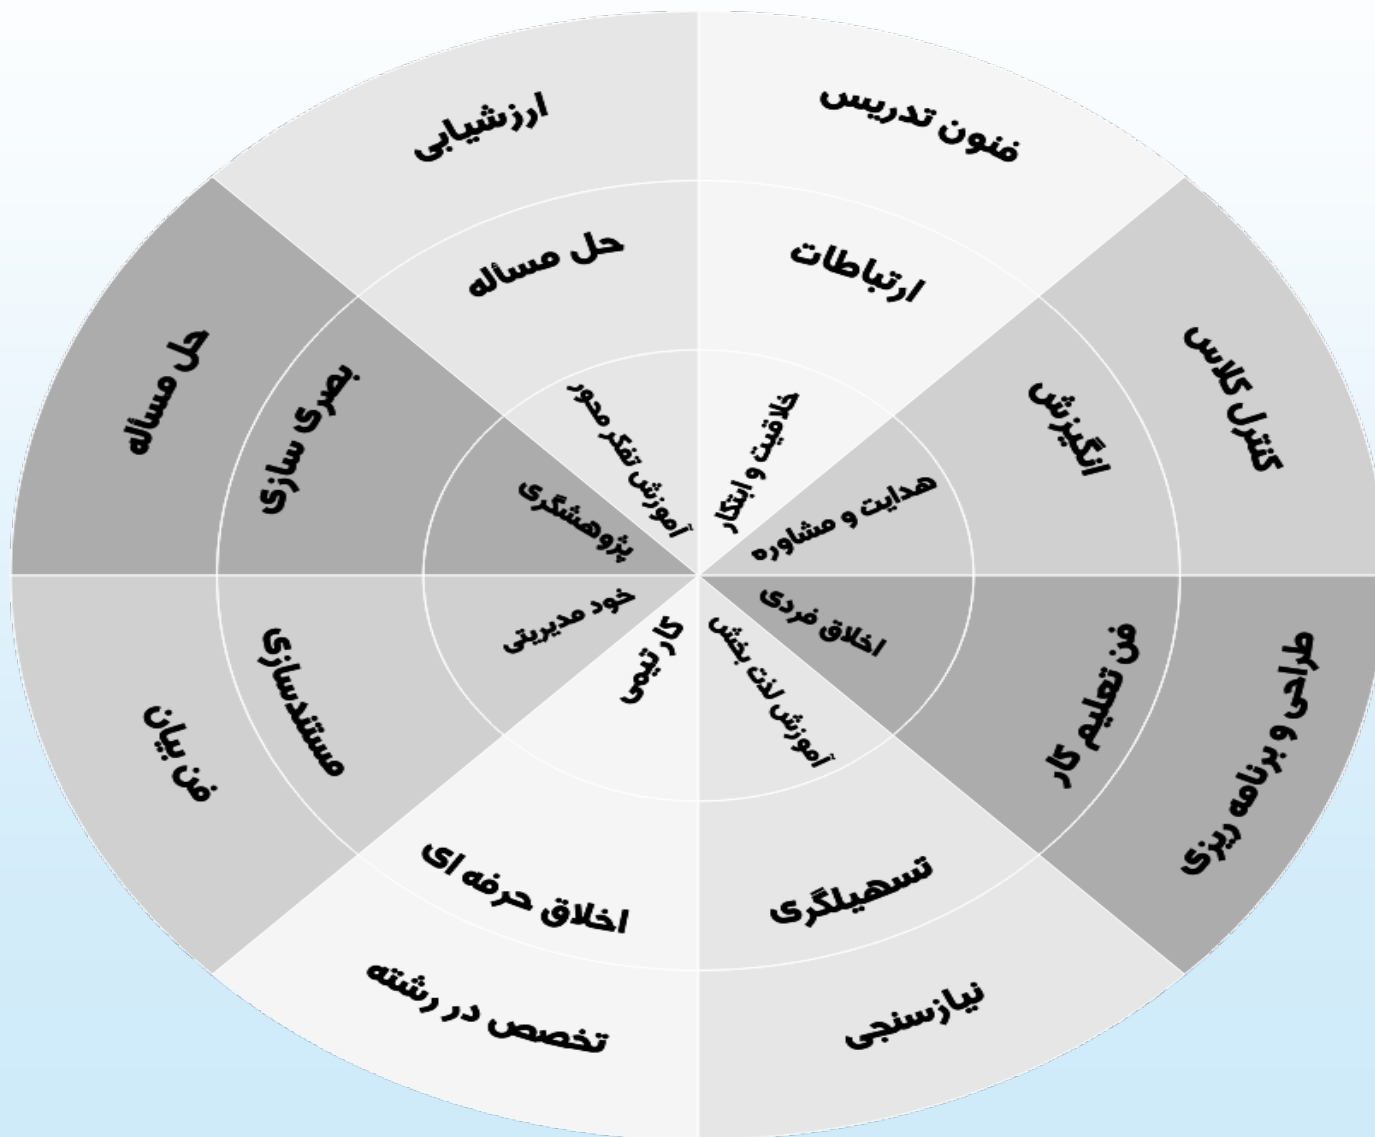 فنون تدریس
کنترل کلاس
طراحی و برنامه ریزی
نیازسنجی
تخصص در رشته
فن بیان
حل مسأله
ارزشیابی
ارتباطات
انگیزش
فن تعلیم کار
تسهیلگری
اخلاق حرفه ای
مستندسازی
بصری سازی
حل مسأله
خلاقیت و ابتکار
هدایت و مشاوره
اخلاق فردی
آموزش لذت بخش
کار تیمی
خود مدیریتی
پژوهشگری
آموزش تفکر محور